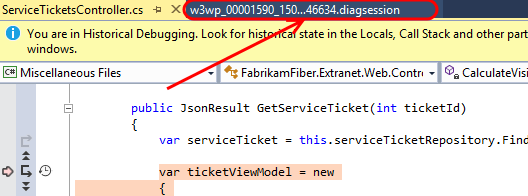 ServiceTicketsController.cs w3wp_00001590_150...46634.diagsession
You are in Historical Debugging. Look for historical state in the Locals, Call Stack and other part
windows.
C# Miscellaneous Files FabrikamFiber.Extranet.Web.Contro CalculateVisi
public JsonResult GetServiceTicket(int ticketId)
{
var serviceTicket = this.serviceTicketRepository.Find
var ticketViewModel = new
{